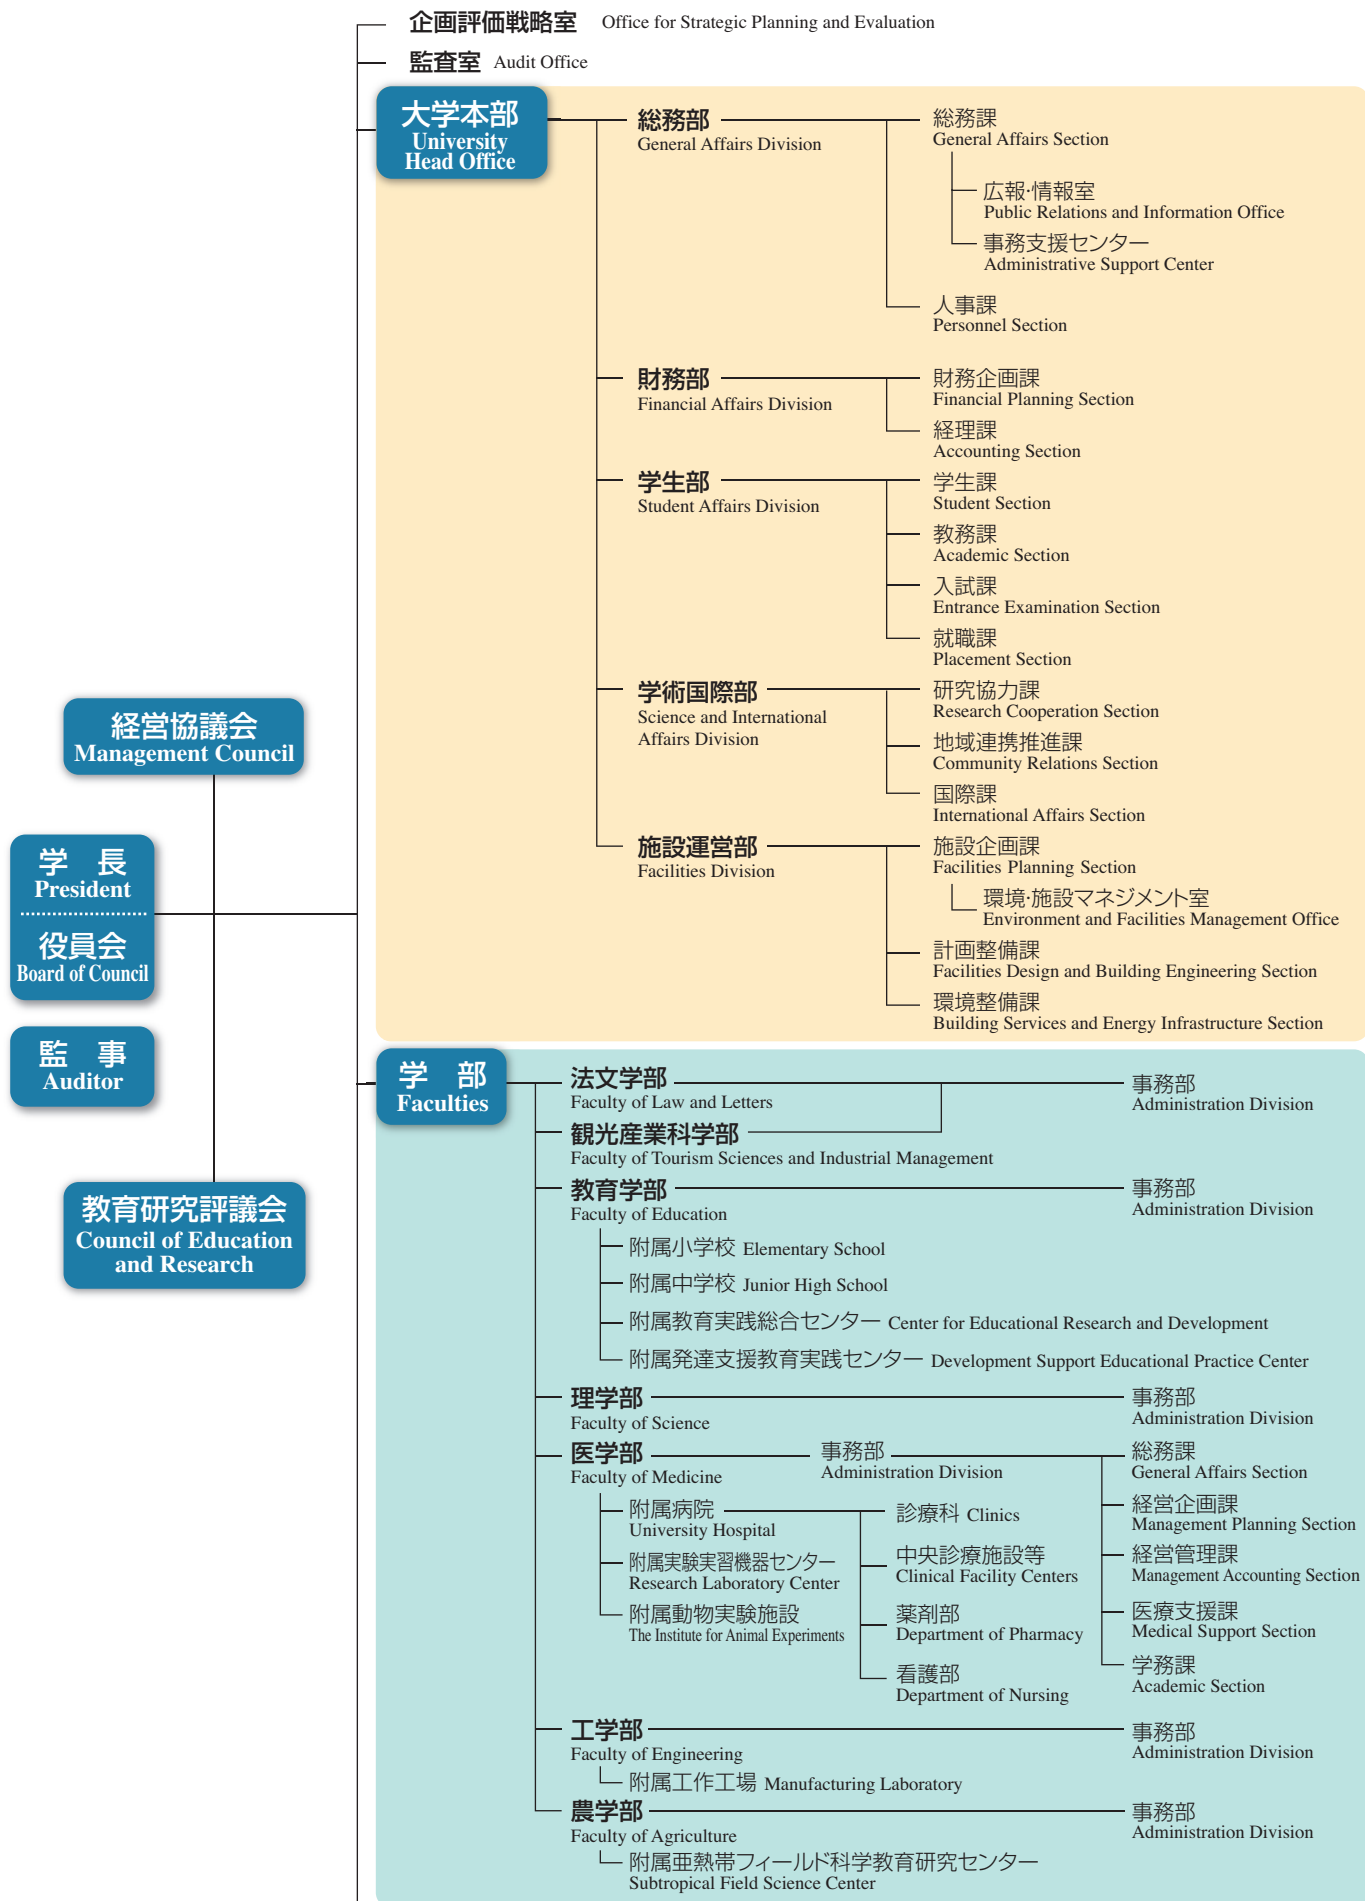 企画評価戦略室 Office for Strategic Planning and Evaluation
監査室 Audit Office
大学本部
University
Head Office
総務部
General Affairs Division
総務課
General Affairs Section
広報・情報室
Public Relations and Information Office
事務支援センター
Administrative Support Center
人事課
Personnel Section
財務部
Financial Affairs Division
財務企画課
Financial Planning Section
経理課
Accounting Section
学生部
Student Affairs Division
学生課
Student Section
教務課
Academic Section
入試課
Entrance Examination Section
就職課
Placement Section
学術国際部
Science and International
Affairs Division
研究協力課
Research Cooperation Section
地域連携推進課
Community Relations Section
国際課
International Affairs Section
施設運営部
Facilities Division
施設企画課
Facilities Planning Section
環境・施設マネジメント室
Environment and Facilities Management Office
計画整備課
Facilities Design and Building Engineering Section
環境整備課
Building Services and Energy Infrastructure Section
経営協議会
Management Council
学 長
President
役員会
Board of Council
監 事
Auditor
教育研究評議会
Council of Education
and Research
学 部
Faculties
法文学部
Faculty of Law and Letters
事務部
Administration Division
観光産業科学部
Faculty of Tourism Sciences and Industrial Management
教育学部
Faculty of Education
事務部
Administration Division
附属小学校 Elementary School
附属中学校 Junior High School
附属教育実践総合センター Center for Educational Research and Development
附属発達支援教育実践センター Development Support Educational Practice Center
理学部
Faculty of Science
事務部
Administration Division
医学部
Faculty of Medicine
事務部
Administration Division
総務課
General Affairs Section
経営企画課
Management Planning Section
経営管理課
Management Accounting Section
医療支援課
Medical Support Section
学務課
Academic Section
附属病院
University Hospital
診療科 Clinics
中央診療施設等
Clinical Facility Centers
薬剤部
Department of Pharmacy
看護部
Department of Nursing
附属実験実習機器センター
Research Laboratory Center
附属動物実験施設
The Institute for Animal Experiments
工学部
Faculty of Engineering
事務部
Administration Division
附属工作工場 Manufacturing Laboratory
農学部
Faculty of Agriculture
事務部
Administration Division
附属亜熱帯フィールド科学教育研究センター
Subtropical Field Science Center